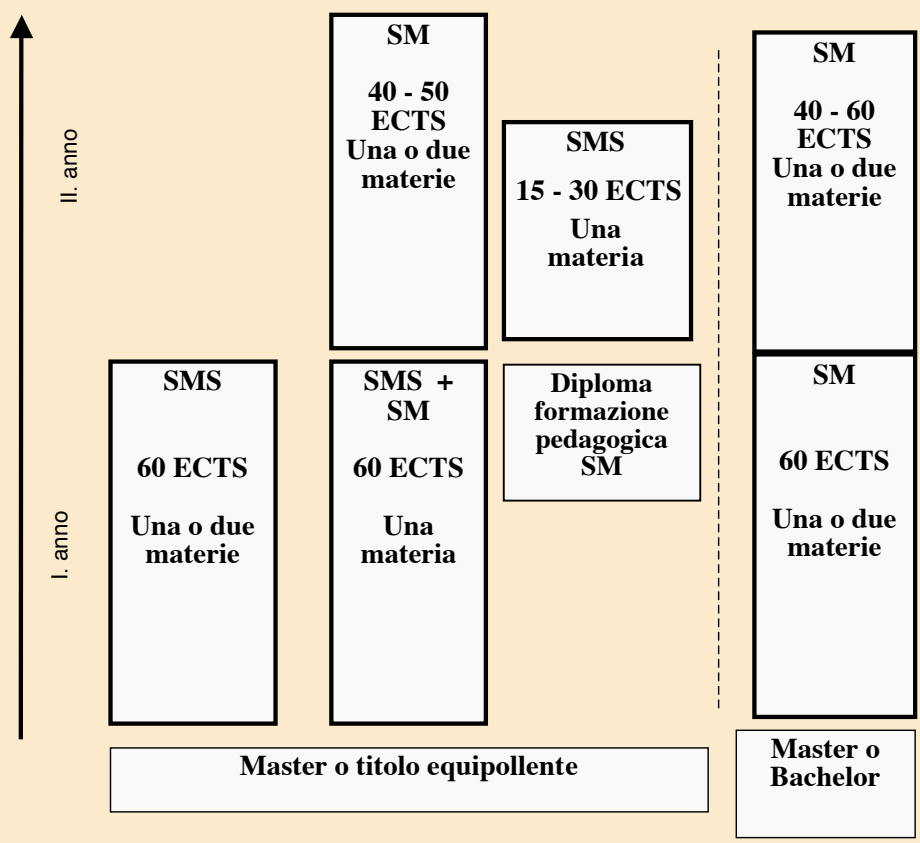 II. anno
I. anno
SM
40 - 50
ECTS
Una o due
materie
SMS
15 - 30 ECTS
Una
materia
SM
40 - 60
ECTS
Una o due
materie
SMS
60 ECTS
Una o due
materie
SMS +
SM
60 ECTS
Una
materia
Diploma
formazione
pedagogica
SM
SM
60 ECTS
Una o due
materie
Master o titolo equipollente
Master o
Bachelor